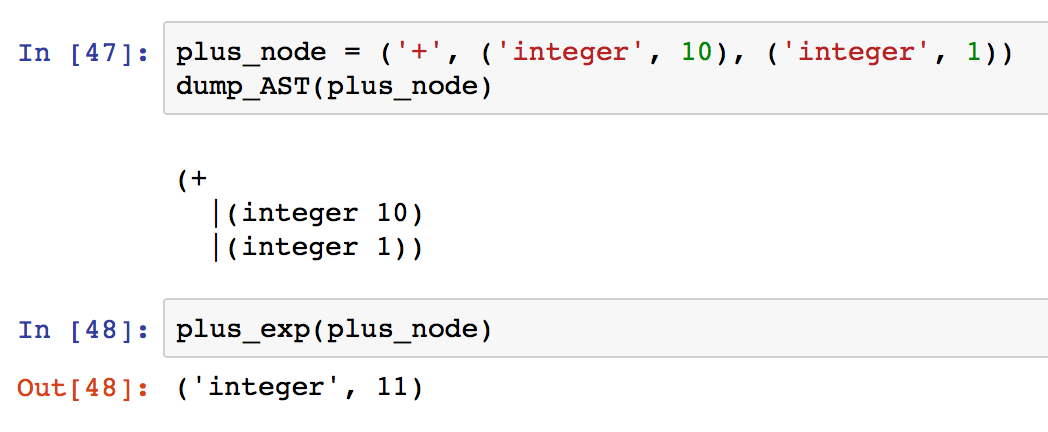 In [47]: plus_node = ('+', ('integer', 10), ('integer', 1))
dump_AST(plus_node)
(+
  |(integer 10)
  |(integer 1))
In [48]: plus_exp(plus_node)
Out[48]: ('integer', 11)